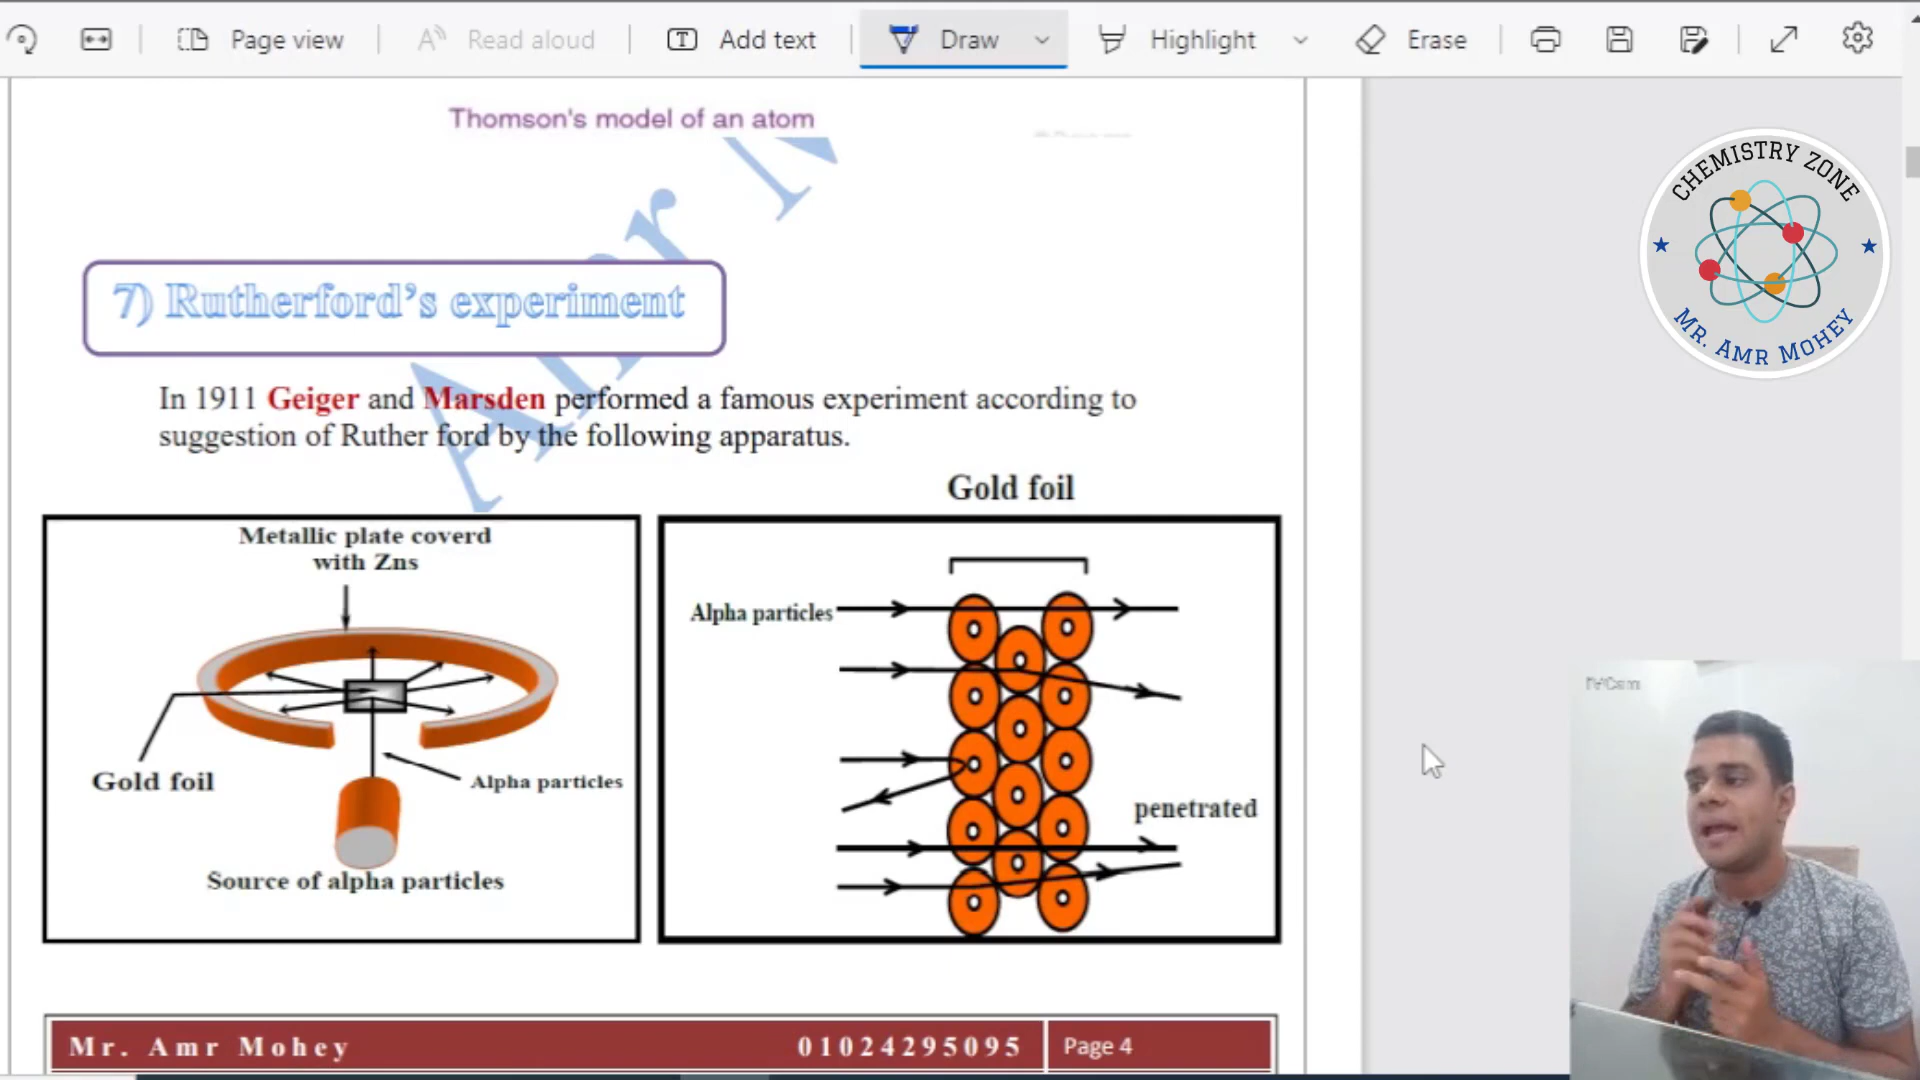 Page view
Read aloud
Add text
Draw
Highlight
Erase
Thomson's model of an atom
CHEMISTRY ZONE
MR. AMR MOHEY
Amr M
7) Rutherford's experiment
In 1911 Geiger and Marsden performed a famous experiment according to
suggestion of Ruther ford by the following apparatus.
Gold foil
Metallic plate coverd
with Zns
Gold foil
Alpha particles
Source of alpha particles
Alpha particles
penetrated
Mr. Amr Mohey 01024295095 Page 4